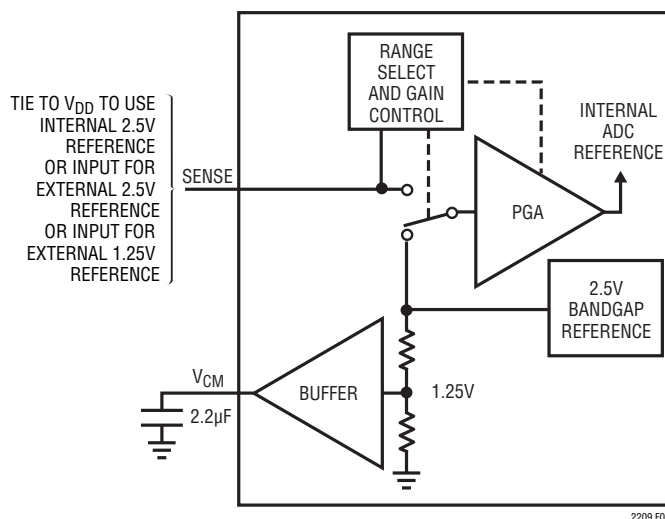 RANGE
SELECT
AND GAIN
CONTROL
TIE TO VDD TO USE
INTERNAL 2.5V
REFERENCE
OR INPUT FOR
EXTERNAL 2.5V
REFERENCE
OR INPUT FOR
EXTERNAL 1.25V
REFERENCE
SENSE
INTERNAL
ADC
REFERENCE
PGA
2.5V
BANDGAP
REFERENCE
VCM
BUFFER
1.25V
2.2µF